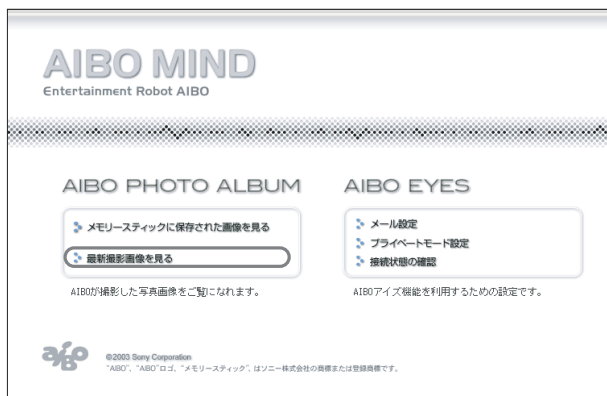 AIBO MIND
Entertainment Robot AIBO
AIBO PHOTO ALBUM
メモリースティックに保存された画像を見る
最新撮影画像を見る
AIBOが撮影した写真画像をご覧になれます。
AIBO EYES
メール設定
プライベートモード設定
接続状態の確認
AIBOアイズ機能を利用するための設定です。
aibo
©2003 Sony Corporation
"AIBO"、"AIBO"ロゴ、"メモリースティック"、はソニー株式会社の商標または登録商標です。